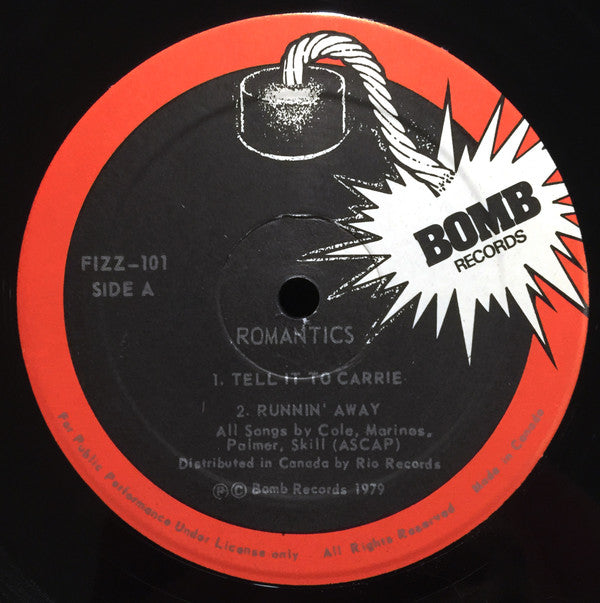 BOMB
RECORDS
FIZZ-101
SIDE A
ROMANTICS
1. TELL IT TO CARRIE
2. RUNNIN' AWAY
All Songs by Cole, Marinos,
Palmer, Skill (ASCAP)
Distributed in Canada by Rio Records
℗ © Bomb Records 1979
For Public Performance Under License only . All Rights Reserved Made in Canada